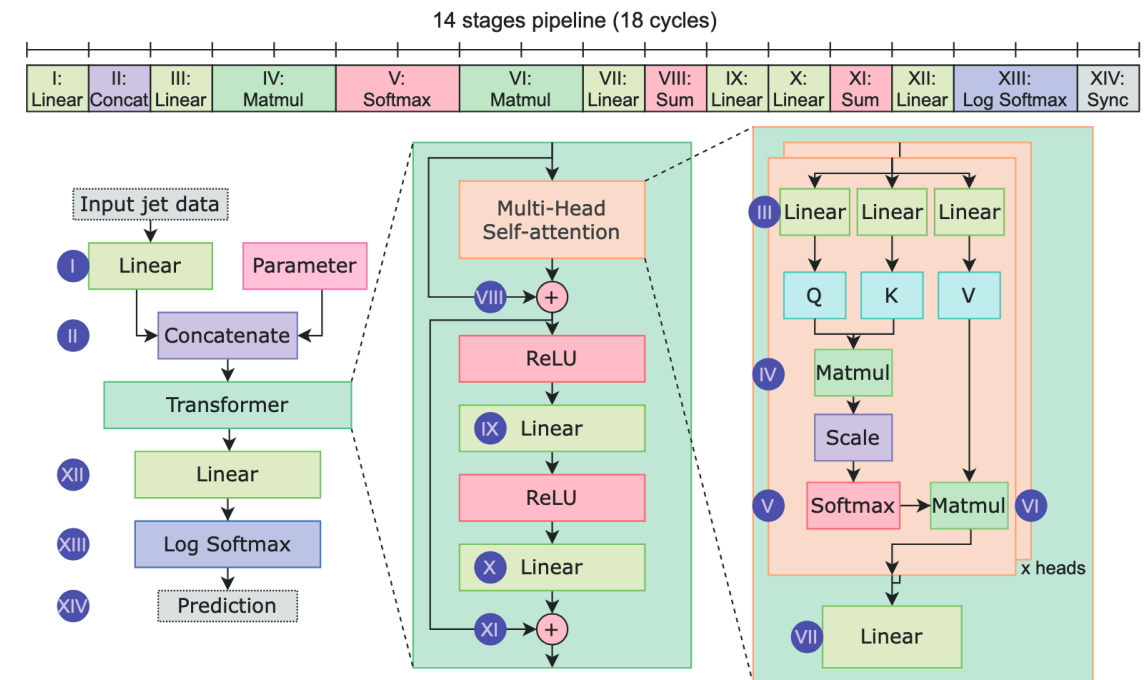 14 stages pipeline (18 cycles)
I:
Linear
II:
Concat
III:
Linear
IV:
Matmul
V:
Softmax
VI:
Matmul
VII:
Linear
VIII:
Sum
IX:
Linear
X:
Linear
XI:
Sum
XII:
Linear
XIII:
Log Softmax
XIV:
Sync
Input jet data
I
Linear
Parameter
II
Concatenate
Transformer
XII
Linear
XIII
Log Softmax
XIV
Prediction
Multi-Head
Self-attention
VIII
+
ReLU
IX
Linear
ReLU
X
Linear
XI
+
III
Linear
Linear
Linear
Q
K
V
IV
Matmul
Scale
V
Softmax
Matmul
VI
x heads
VII
Linear